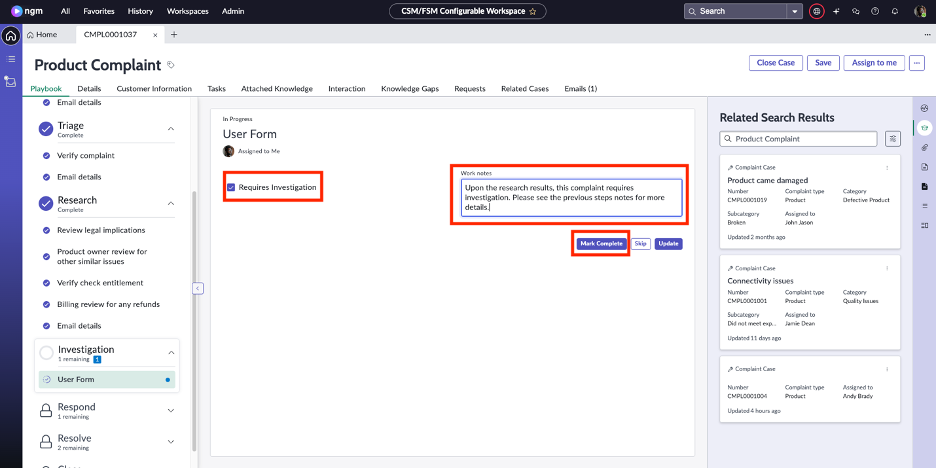 ngm
All
Favorites
History
Workspaces
Admin
CSM/FSM Configurable Workspace
Search
Home
CMPL0001037
Product Complaint
Close Case
Save
Assign to me
Playbook
Details
Customer Information
Tasks
Attached Knowledge
Interaction
Knowledge Gaps
Requests
Related Cases
Emails (1)
Email details
Triage
Complete
Verify complaint
Email details
Research
Complete
Review legal implications
Product owner review for
other similar issues
Verify check entitlement
Billing review for any refunds
Email details
Investigation
1 remaining 1
User Form
Respond
1 remaining
Resolve
2 remaining
In Progress
User Form
Assigned to Me
Requires Investigation
Work notes
Upon the research results, this complaint requires
investigation. Please see the previous steps notes for more
details.
Mark Complete
Skip
Update
Related Search Results
Product Complaint
Complaint Case
Product came damaged
Number Complaint type Category
CMPL0001019 Product Defective Product
Subcategory Assigned to
Broken John Jason
Updated 2 months ago
Complaint Case
Connectivity issues
Number Complaint type Category
CMPL0001001 Product Quality Issues
Subcategory Assigned to
Did not meet exp... Jamie Dean
Updated 11 days ago
Complaint Case
Number Complaint type Assigned to
CMPL0001004 Product Andy Brady
Updated 4 hours ago